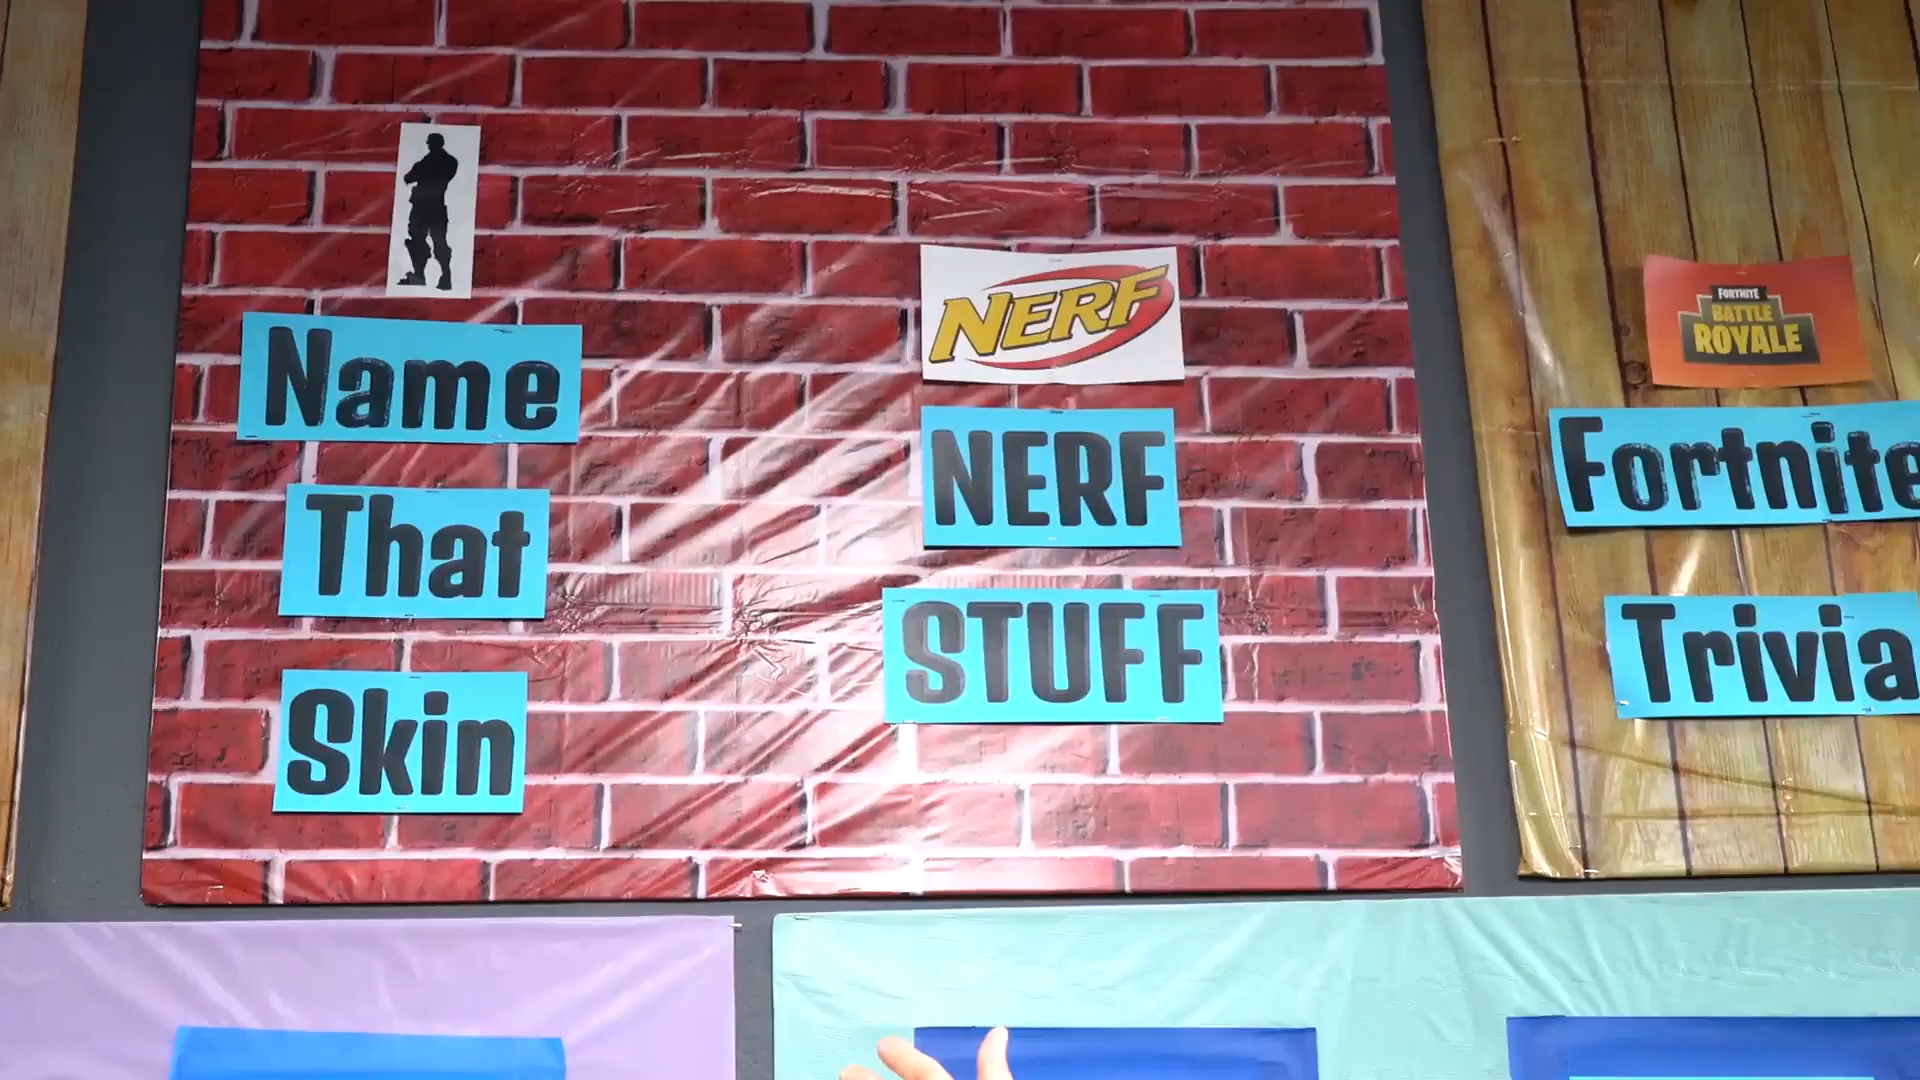 Name
That
Skin
NERF
NERF
STUFF
FORTNITE
BATTLE
ROYALE
Fortnite
Trivia